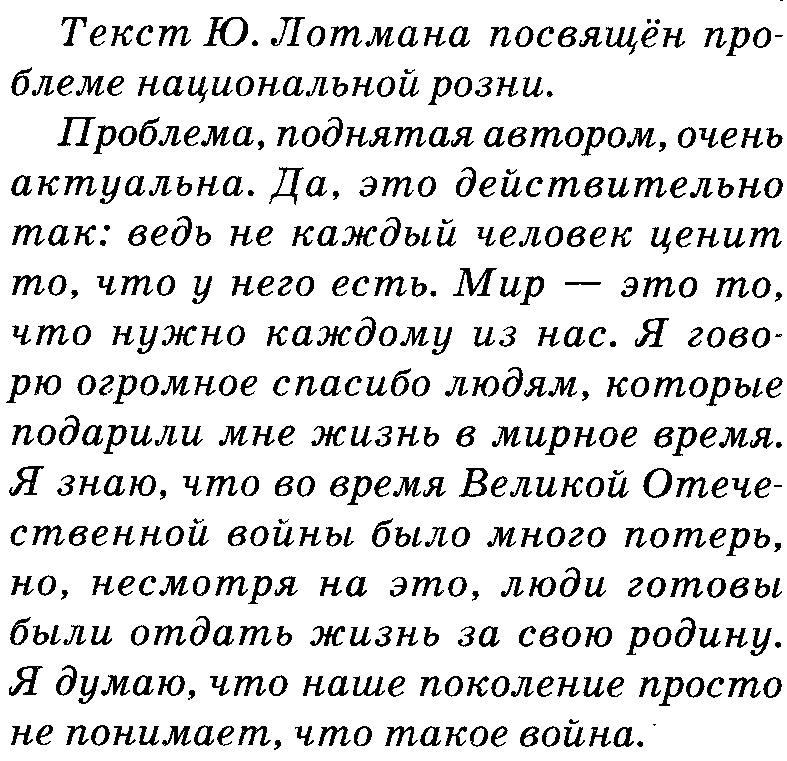 Текст Ю. Лотмана посвящён про-
блеме национальной розни.
Проблема, поднятая автором, очень
актуальна. Да, это действительно
так: ведь не каждый человек ценит
то, что у него есть. Мир — это то,
что нужно каждому из нас. Я гово-
рю огромное спасибо людям, которые
подарили мне жизнь в мирное время.
Я знаю, что во время Великой Отече-
ственной войны было много потерь,
но, несмотря на это, люди готовы
были отдать жизнь за свою родину.
Я думаю, что наше поколение просто
не понимает, что такое война.